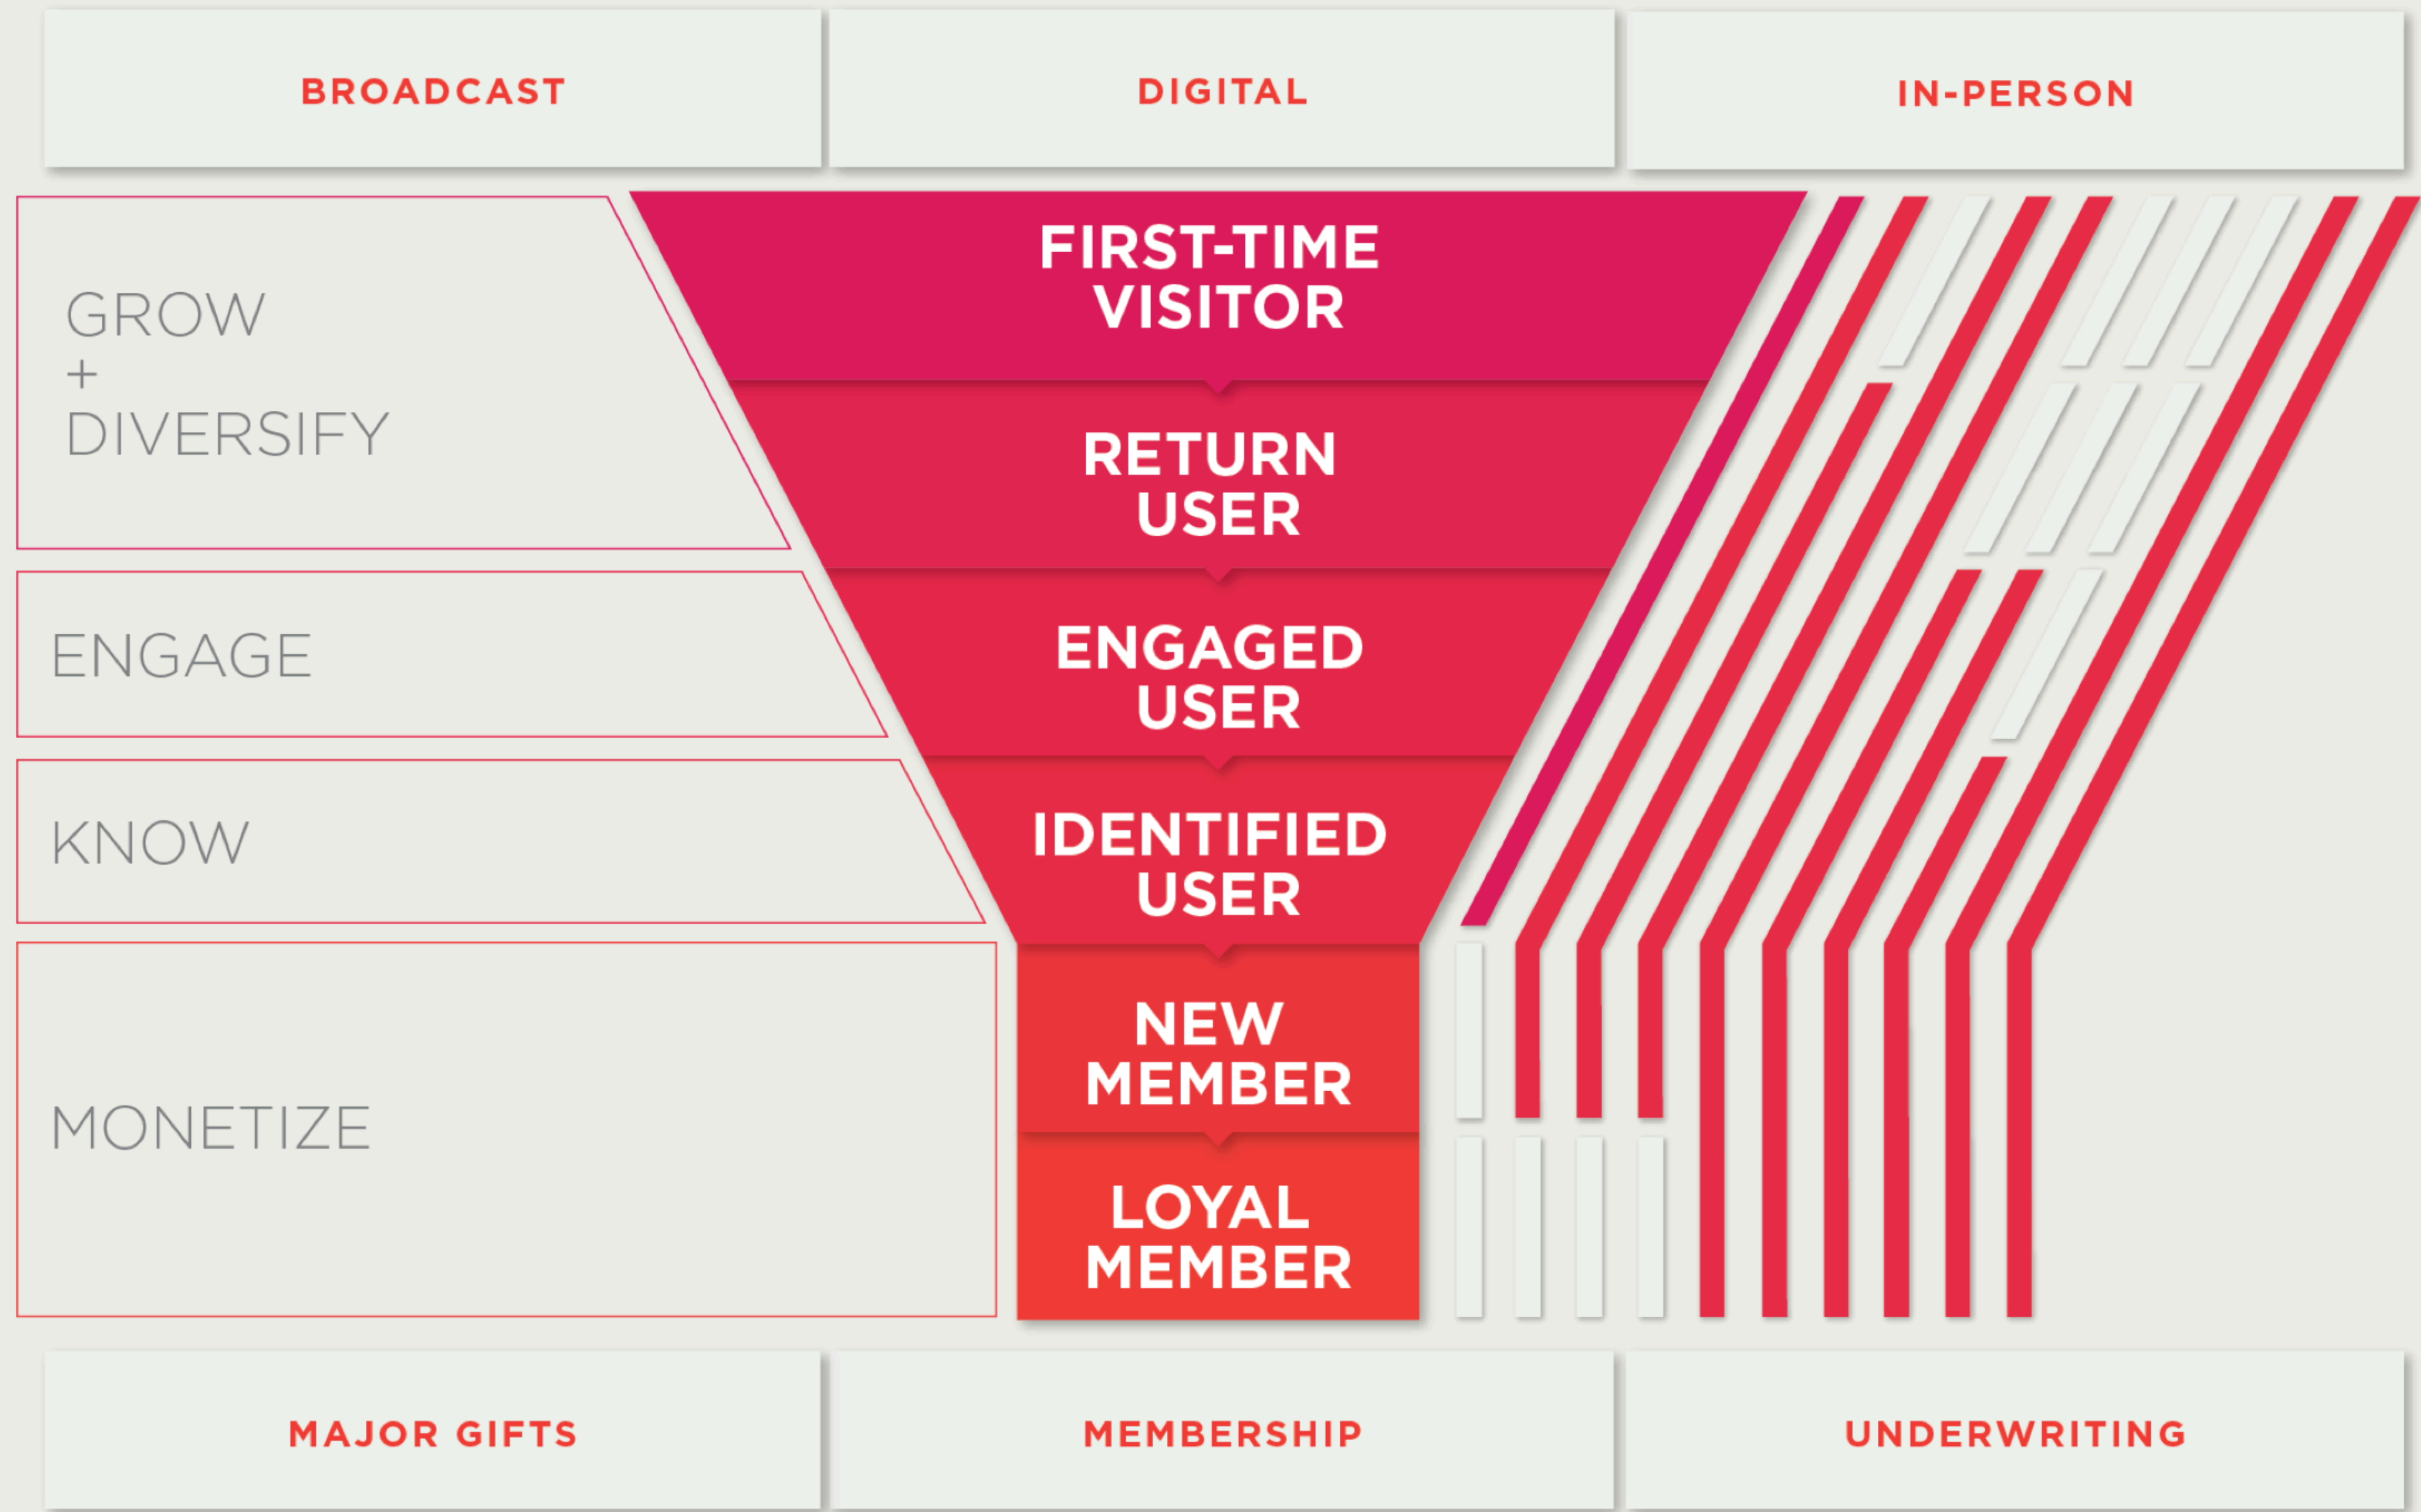 BROADCAST
DIGITAL
IN-PERSON
GROW
+
DIVERSIFY
FIRST-TIME
VISITOR
RETURN
USER
ENGAGE
ENGAGED
USER
KNOW
IDENTIFIED
USER
MONETIZE
NEW
MEMBER
LOYAL
MEMBER
MAJOR GIFTS
MEMBERSHIP
UNDERWRITING